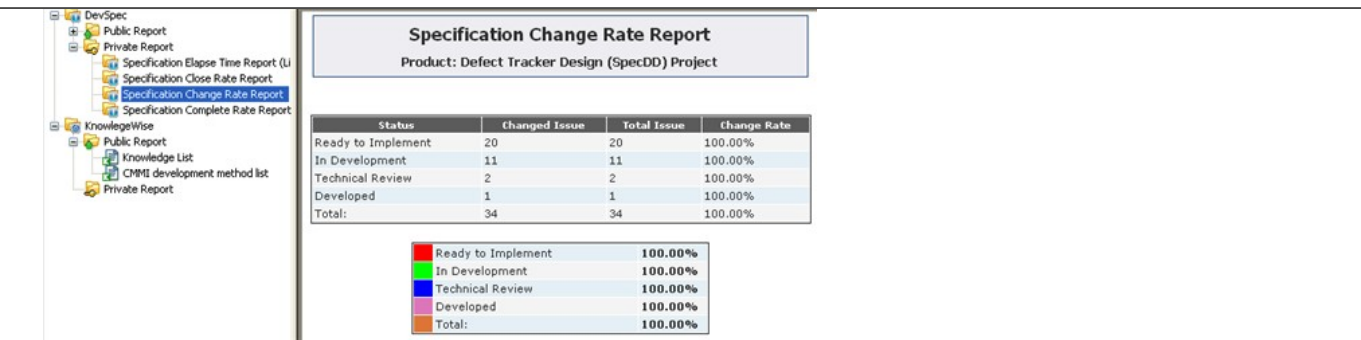 DevSpec
Public Report
Private Report
Specification Elapse Time Report (Li
Specification Close Rate Report
Specification Change Rate Report
Specification Complete Rate Report
KnowlegeWise
Public Report
Knowledge List
CMMI development method list
Private Report
Specification Change Rate Report
Product: Defect Tracker Design (SpecDD) Project
Status Changed Issue Total Issue Change Rate
Ready to Implement 20 20 100.00%
In Development 11 11 100.00%
Technical Review 2 2 100.00%
Developed 1 1 100.00%
Total: 34 34 100.00%
Ready to Implement 100.00%
In Development 100.00%
Technical Review 100.00%
Developed 100.00%
Total: 100.00%